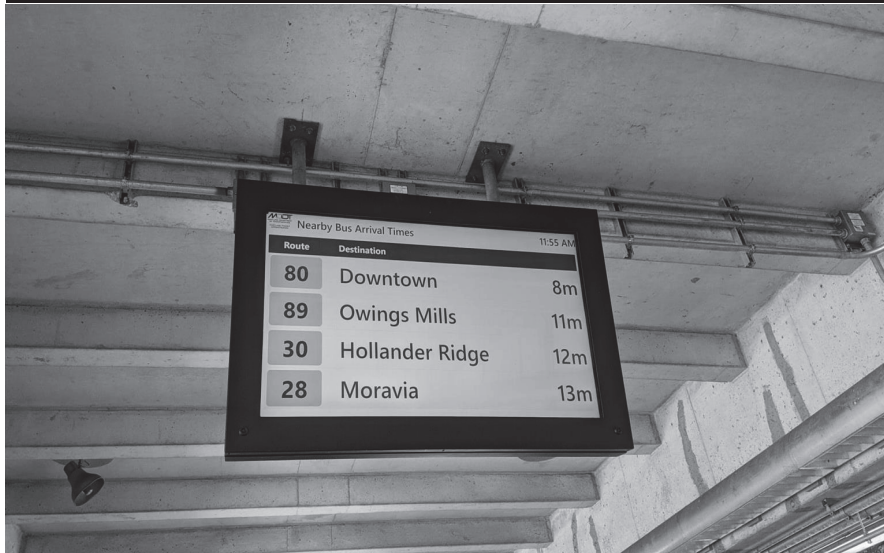 MDOT
Nearby Bus Arrival Times
11:55 AM
Route Destination
80 Downtown 8m
89 Owings Mills 11m
30 Hollander Ridge 12m
28 Moravia 13m